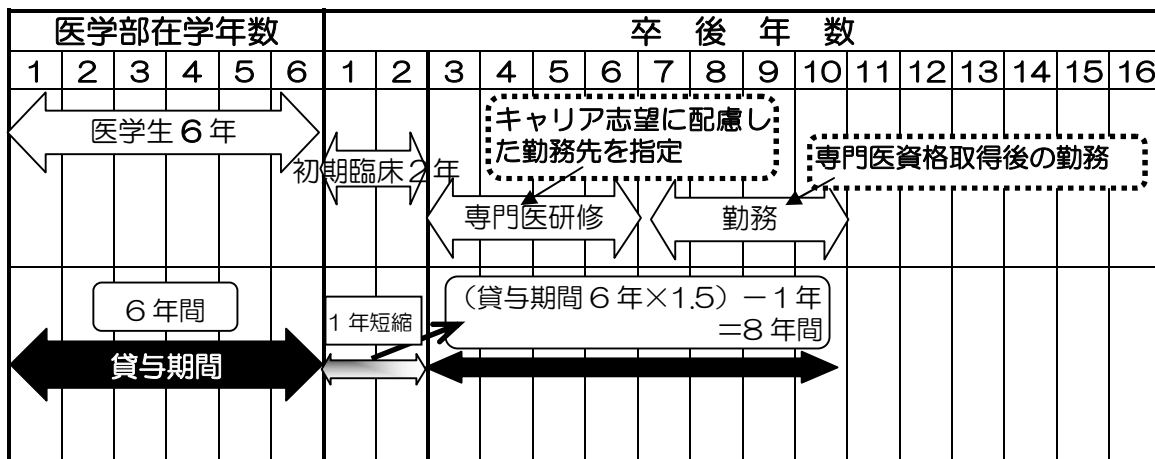 医学部在学年数
卒後年数
1 2 3 4 5 6 1 2 3 4 5 6 7 8 9 10 11 12 13 14 15 16
医学生6年
初期臨床2年
キャリア志望に配慮し
た勤務先を指定
専門医資格取得後の勤務
専門医研修
勤務
6年間
1年短縮
(貸与期間6年×1.5)-1年
=8年間
貸与期間